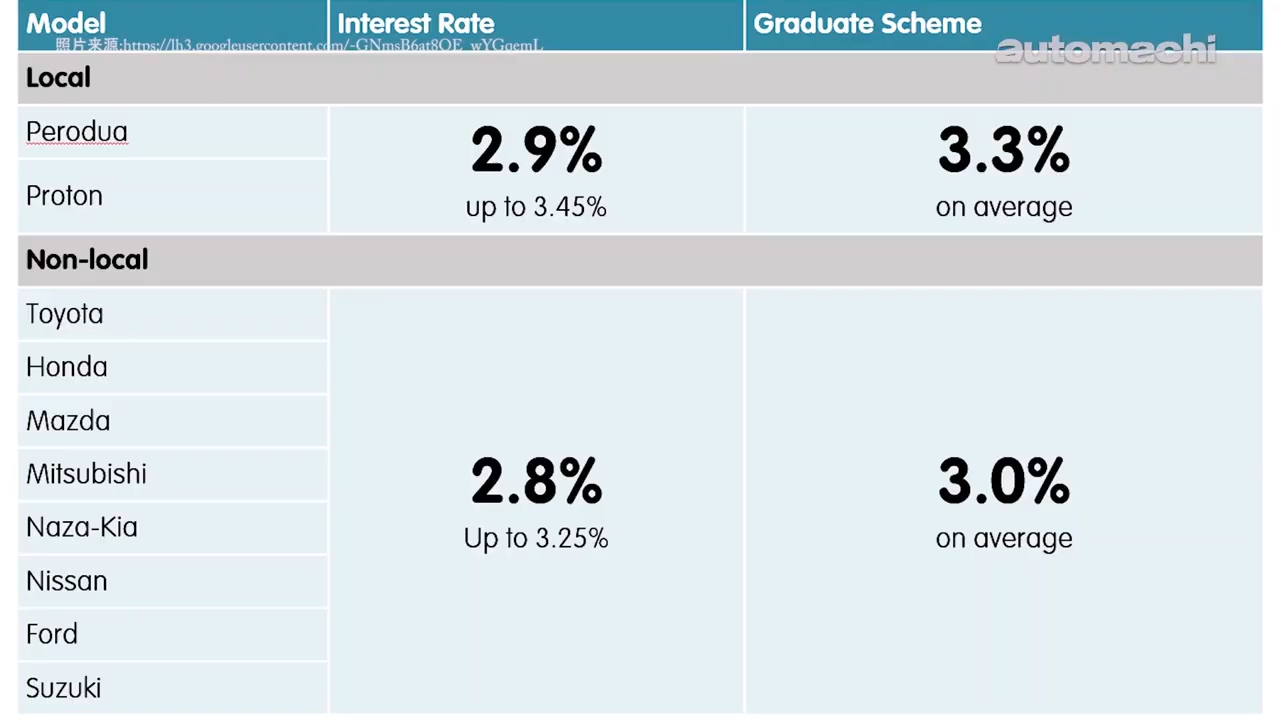 Model Interest Rate Graduate Scheme
照片来源:https://lh3.googleusercontent.com/-GNmsB6at8OE_wYGqemL
automachi
Local
Perodua
2.9%
3.3%
Proton
up to 3.45%
on average
Non-local
Toyota
Honda
Mazda
Mitsubishi
2.8%
3.0%
Naza-Kia
Up to 3.25%
on average
Nissan
Ford
Suzuki